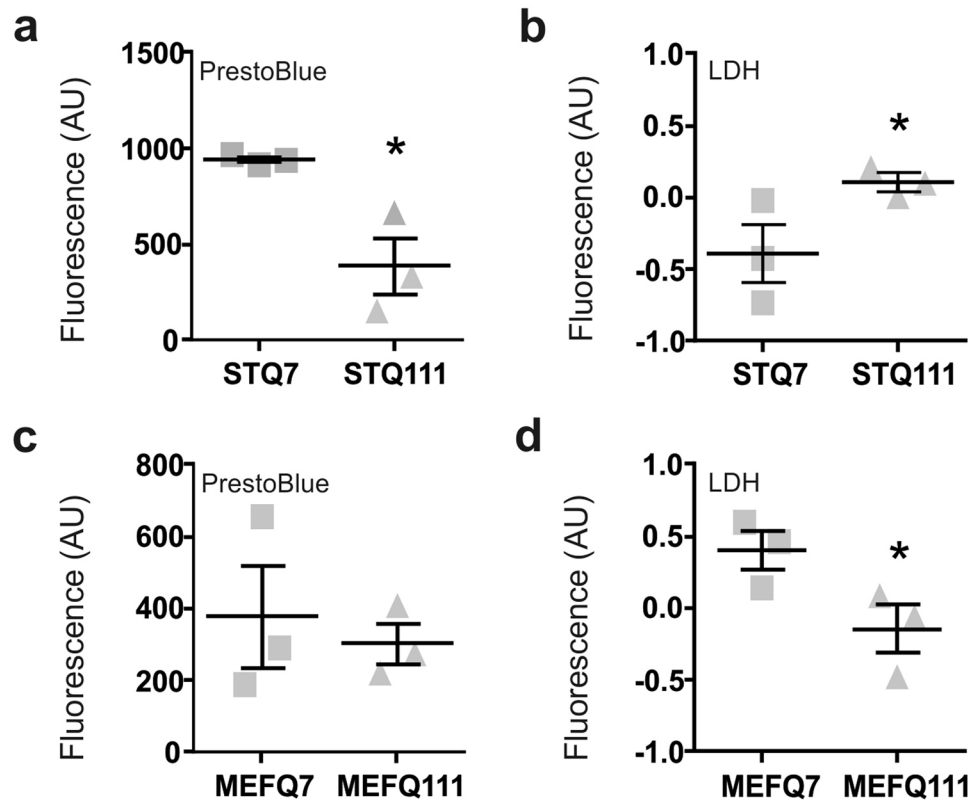 a
PrestoBlue
Fluorescence (AU)
1500
1000
500
0
*
STQ7 STQ111
b
LDH
Fluorescence (AU)
1.0
0.5
0.0
-0.5
-1.0
*
STQ7 STQ111
c
PrestoBlue
Fluorescence (AU)
800
600
400
200
0
MEFQ7 MEFQ111
d
LDH
Fluorescence (AU)
1.0
0.5
0.0
-0.5
-1.0
*
MEFQ7 MEFQ111